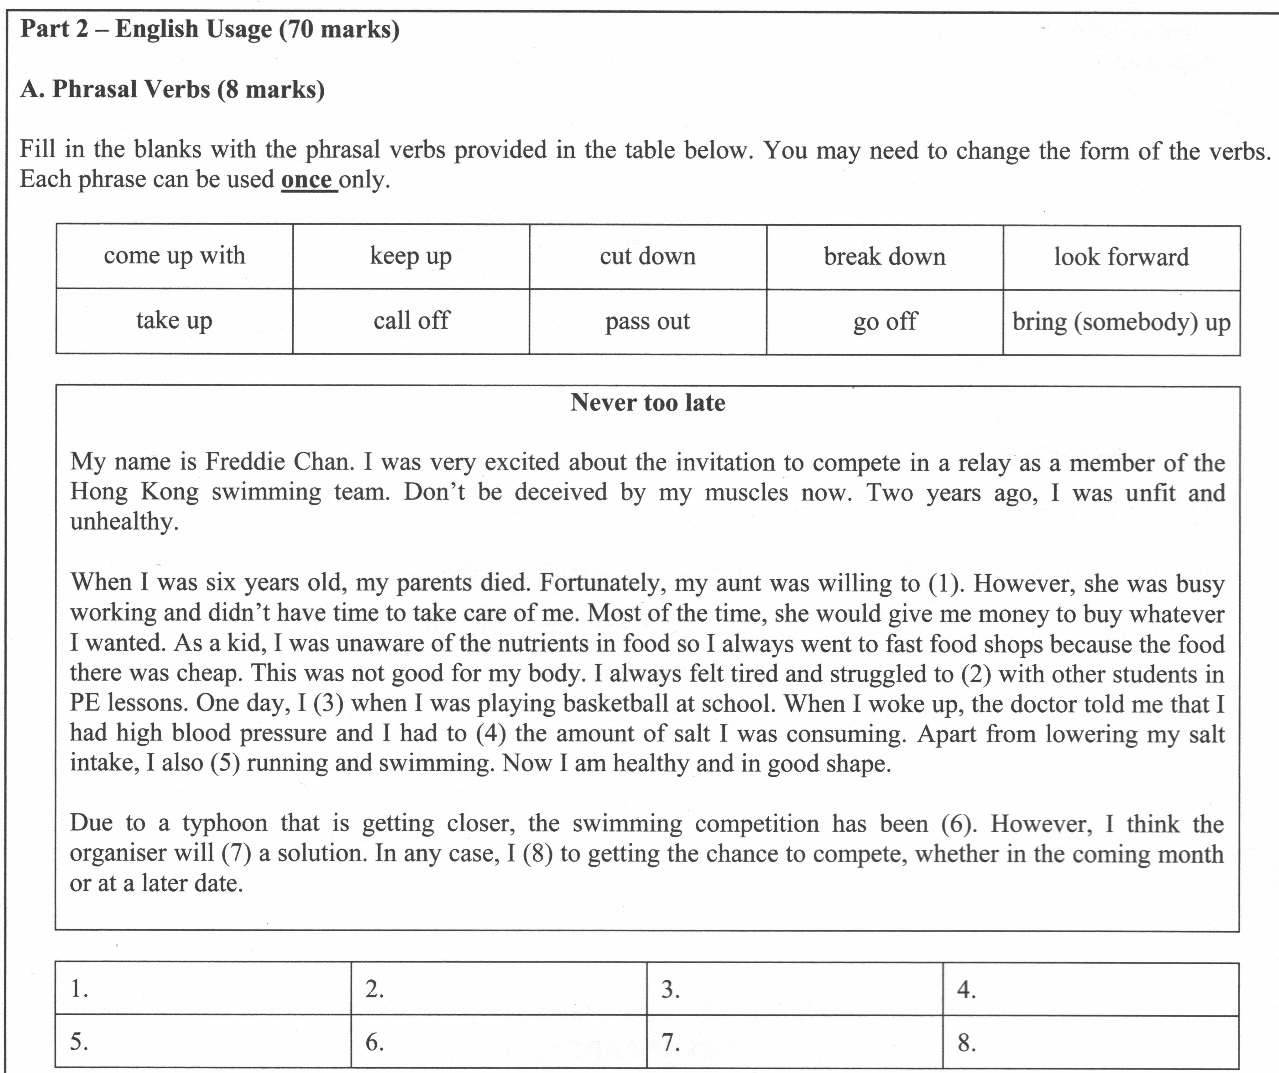 Part 2 – English Usage (70 marks)
A. Phrasal Verbs (8 marks)
Fill in the blanks with the phrasal verbs provided in the table below. You may need to change the form of the verbs.
Each phrase can be used once only.
come up with keep up cut down break down look forward
take up call off pass out go off bring (somebody) up
Never too late
My name is Freddie Chan. I was very excited about the invitation to compete in a relay as a member of the
Hong Kong swimming team. Don't be deceived by my muscles now. Two years ago, I was unfit and
unhealthy.
When I was six years old, my parents died. Fortunately, my aunt was willing to (1). However, she was busy
working and didn't have time to take care of me. Most of the time, she would give me money to buy whatever
I wanted. As a kid, I was unaware of the nutrients in food so I always went to fast food shops because the food
there was cheap. This was not good for my body. I always felt tired and struggled to (2) with other students in
PE lessons. One day, I (3) when I was playing basketball at school. When I woke up, the doctor told me that I
had high blood pressure and I had to (4) the amount of salt I was consuming. Apart from lowering my salt
intake, I also (5) running and swimming. Now I am healthy and in good shape.
Due to a typhoon that is getting closer, the swimming competition has been (6). However, I think the
organiser will (7) a solution. In any case, I (8) to getting the chance to compete, whether in the coming month
or at a later date.
1. 2. 3. 4.
5. 6. 7. 8.